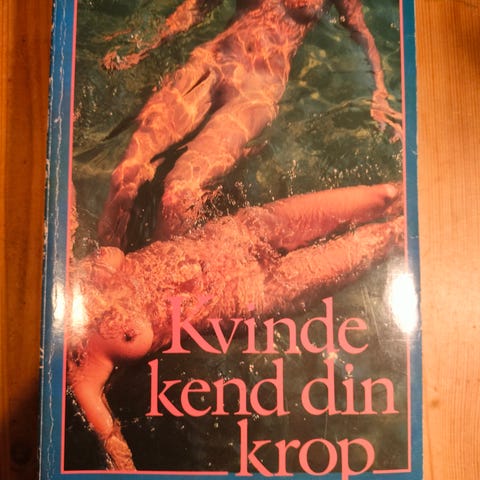 Kvinde
kend din
krop